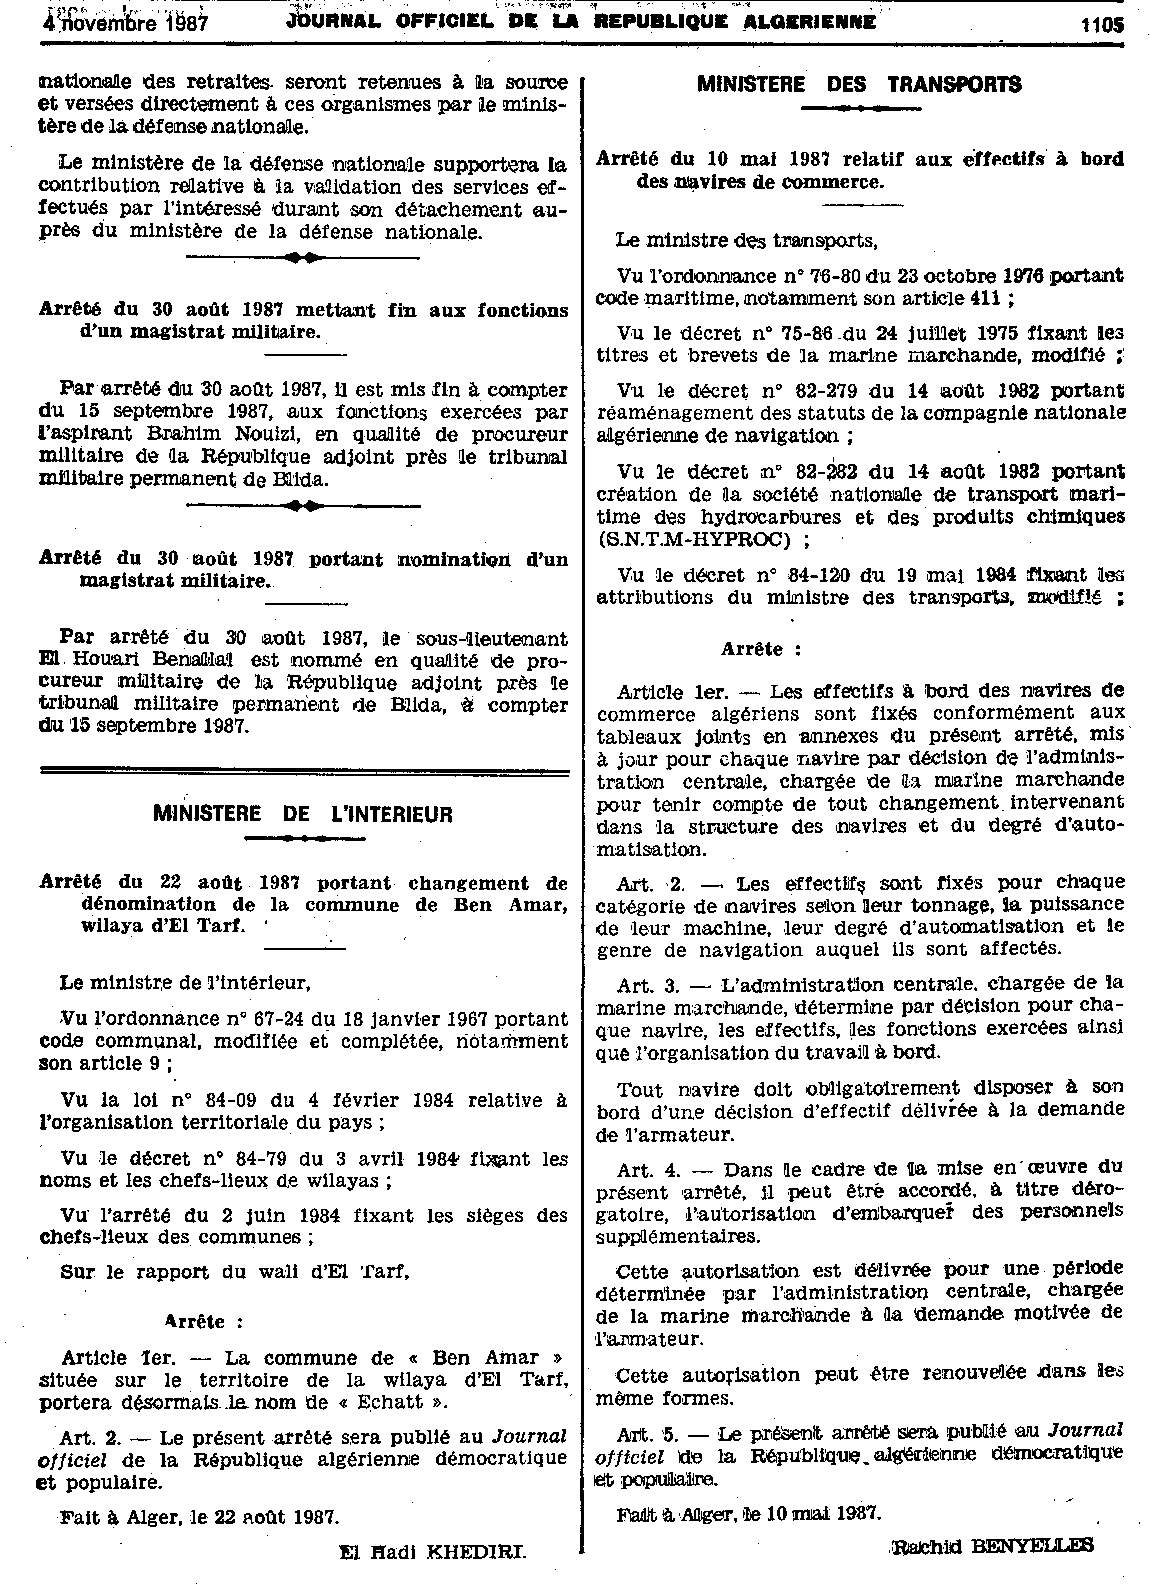 4 novembre 1987 JOURNAL OFFICIEL DE LA REPUBLIQUE ALGERIENNE 1105
nationale des retraites seront retenues à la source
et versées directement à ces organismes par le minis-
tère de la défense nationale.
Le ministère de la défense nationale supportera la
contribution relative à la validation des services ef-
fectués par l'intéressé durant son détachement au-
près du ministère de la défense nationale.
Arrêté du 30 août 1987 mettant fin aux fonctions
d'un magistrat militaire.
Par arrêté du 30 août 1987, il est mis fin à compter
du 15 septembre 1987, aux fonctions exercées par
l'aspirant Brahim Nouizi, en qualité de procureur
militaire de la République adjoint près le tribunal
militaire permanent de Blida.
Arrêté du 30 août 1987 portant nomination d'un
magistrat militaire.
Par arrêté du 30 août 1987, le sous-lieutenant
El Houari Benallal est nommé en qualité de pro-
cureur militaire de la République adjoint près le
tribunal militaire permanent de Blida, à compter
du 15 septembre 1987.
MINISTERE DE L'INTERIEUR
Arrêté du 22 août 1987 portant changement de
dénomination de la commune de Ben Amar,
wilaya d'El Tarf.
Le ministre de l'intérieur,
Vu l'ordonnance n° 67-24 du 18 janvier 1967 portant
code communal, modifiée et complétée, notamment
son article 9 ;
Vu la loi n° 84-09 du 4 février 1984 relative à
l'organisation territoriale du pays ;
Vu le décret n° 84-79 du 3 avril 1984 fixant les
noms et les chefs-lieux de wilayas ;
Vu l'arrêté du 2 juin 1984 fixant les sièges des
chefs-lieux des communes ;
Sur le rapport du wali d'El Tarf,
Arrête :
Article 1er. — La commune de « Ben Amar »
située sur le territoire de la wilaya d'El Tarf,
portera désormais le nom de « Echatt ».
Art. 2. — Le présent arrêté sera publié au Journal
officiel de la République algérienne démocratique
et populaire.
Fait à Alger, le 22 août 1987.
El Hadi KHEDIRI.
MINISTERE DES TRANSPORTS
Arrêté du 10 mai 1987 relatif aux effectifs à bord
des navires de commerce.
Le ministre des transports,
Vu l'ordonnance n° 76-80 du 23 octobre 1976 portant
code maritime, notamment son article 411 ;
Vu le décret n° 75-86 du 24 juillet 1975 fixant les
titres et brevets de la marine marchande, modifié ;
Vu le décret n° 82-279 du 14 août 1982 portant
réaménagement des statuts de la compagnie nationale
algérienne de navigation ;
Vu le décret n° 82-282 du 14 août 1982 portant
création de la société nationale de transport mari-
time des hydrocarbures et des produits chimiques
(S.N.T.M-HYPROC) ;
Vu le décret n° 84-120 du 19 mai 1984 fixant les
attributions du ministre des transports, modifié ;
Arrête :
Article 1er. — Les effectifs à bord des navires de
commerce algériens sont fixés conformément aux
tableaux joints en annexes du présent arrêté, mis
à jour pour chaque navire par décision de l'adminis-
tration centrale, chargée de la marine marchande
pour tenir compte de tout changement intervenant
dans la structure des navires et du degré d'auto-
matisation.
Art. 2. — Les effectifs sont fixés pour chaque
catégorie de navires selon leur tonnage, la puissance
de leur machine, leur degré d'automatisation et le
genre de navigation auquel ils sont affectés.
Art. 3. — L'administration centrale, chargée de la
marine marchande, détermine par décision pour cha-
que navire, les effectifs, les fonctions exercées ainsi
que l'organisation du travail à bord.
Tout navire doit obligatoirement disposer à son
bord d'une décision d'effectif délivrée à la demande
de l'armateur.
Art. 4. — Dans le cadre de la mise en œuvre du
présent arrêté, il peut être accordé, à titre déro-
gatoire, l'autorisation d'embarquer des personnels
supplémentaires.
Cette autorisation est délivrée pour une période
déterminée par l'administration centrale, chargée
de la marine marchande à la demande motivée de
l'armateur.
Cette autorisation peut être renouvelée dans les
même formes.
Art. 5. — Le présent arrêté sera publié au Journal
officiel de la République algérienne démocratique
et populaire.
Fait à Alger, le 10 mai 1987.
Rachid BENYELLES